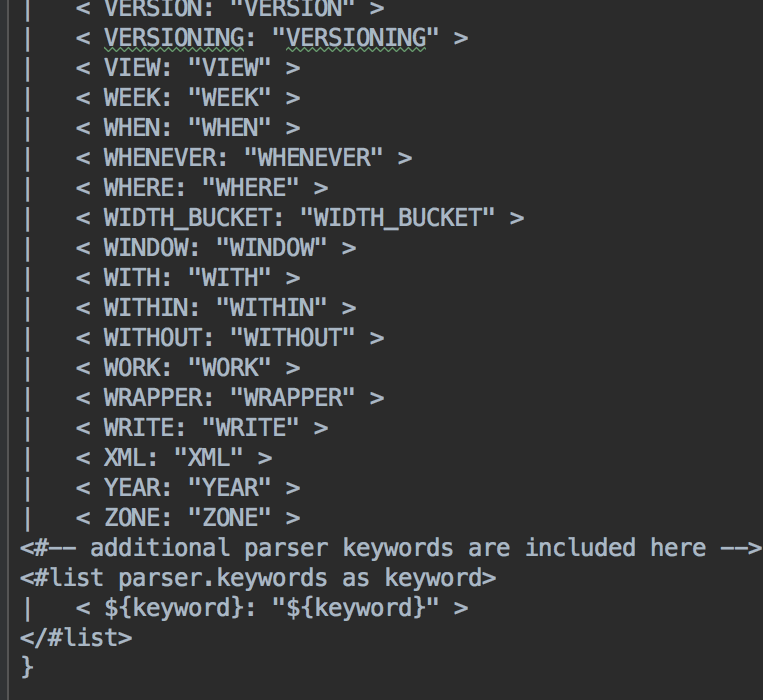 |   < VERSION: "VERSION" >
|   < VERSIONING: "VERSIONING" >
|   < VIEW: "VIEW" >
|   < WEEK: "WEEK" >
|   < WHEN: "WHEN" >
|   < WHENEVER: "WHENEVER" >
|   < WHERE: "WHERE" >
|   < WIDTH_BUCKET: "WIDTH_BUCKET" >
|   < WINDOW: "WINDOW" >
|   < WITH: "WITH" >
|   < WITHIN: "WITHIN" >
|   < WITHOUT: "WITHOUT" >
|   < WORK: "WORK" >
|   < WRAPPER: "WRAPPER" >
|   < WRITE: "WRITE" >
|   < XML: "XML" >
|   < YEAR: "YEAR" >
|   < ZONE: "ZONE" >
<#-- additional parser keywords are included here -->
<#list parser.keywords as keyword>
|   < ${keyword}: "${keyword}" >
</#list>
}